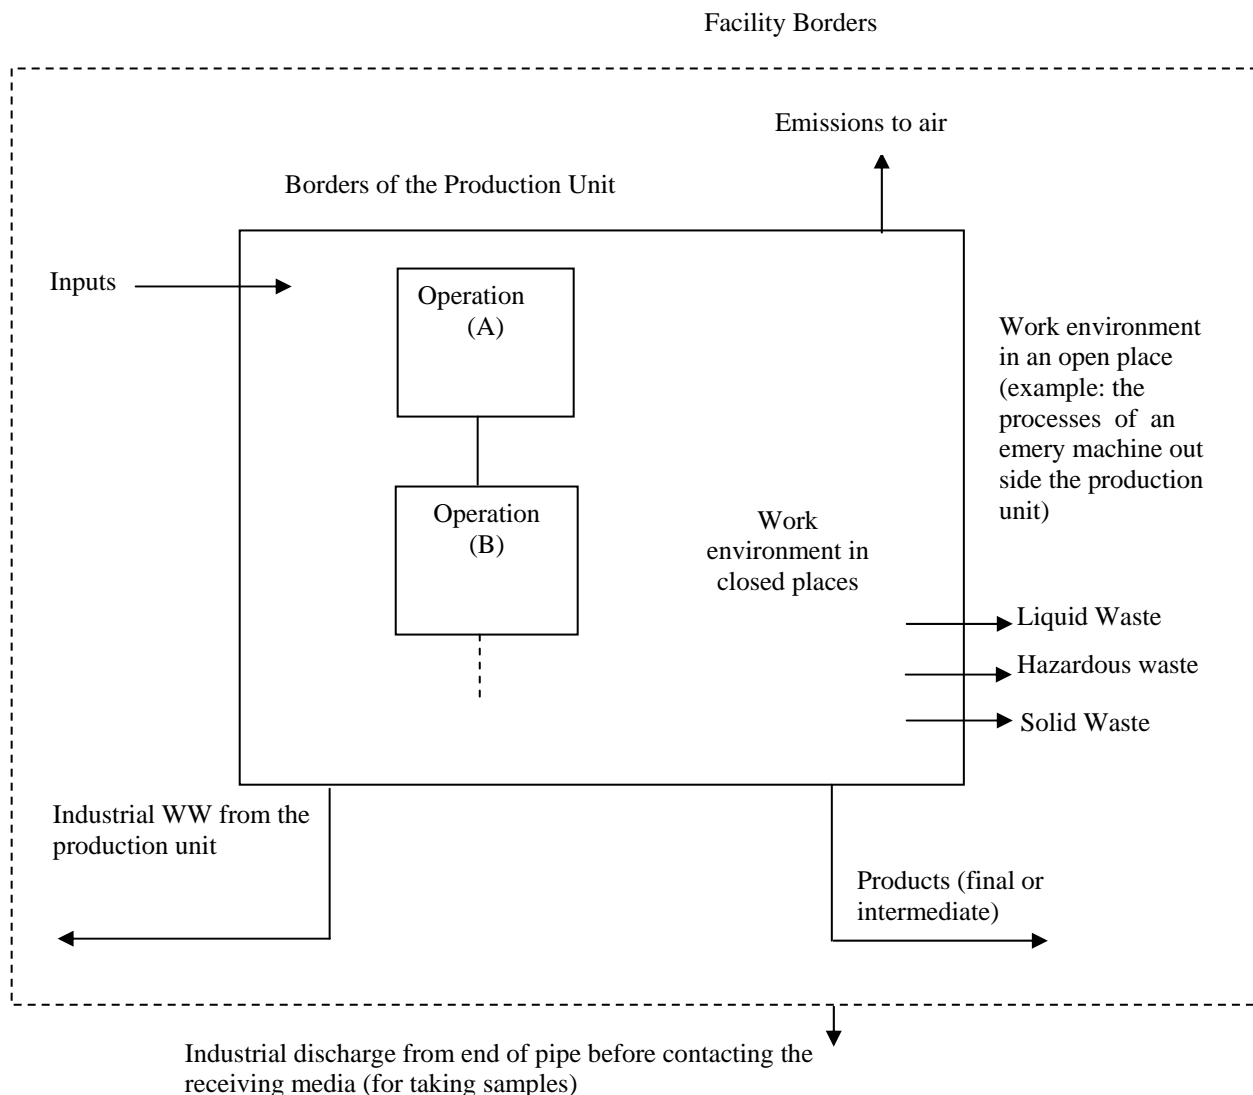 Facility Borders
Emissions to air
Borders of the Production Unit
Inputs
Operation
(A)
Work environment
in an open place
(example: the
processes of an
emery machine out
side the production
unit)
Operation
(B)
Work
environment in
closed places
Liquid Waste
Hazardous waste
Solid Waste
Industrial WW from the
production unit
Products (final or
intermediate)
Industrial discharge from end of pipe before contacting the
receiving media (for taking samples)